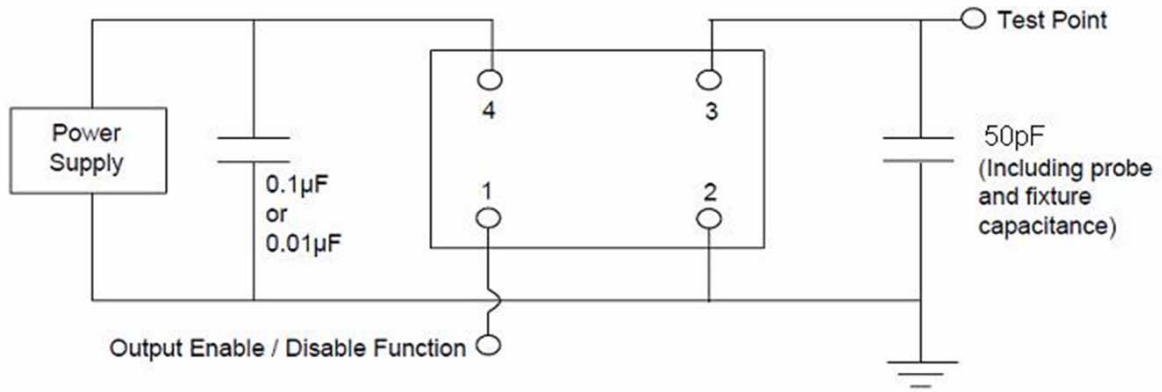 Test Point
4
3
Power
Supply
50pF
(Including probe
and fixture
capacitance)
0.1µF
or
0.01µF
1
2
Output Enable / Disable Function